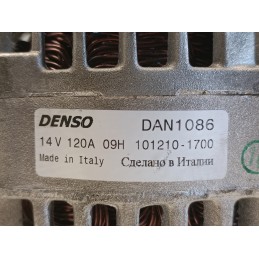 DENSO DAN1086
14V 120A 09H 101210-1700
Made in Italy Сделано в Италии